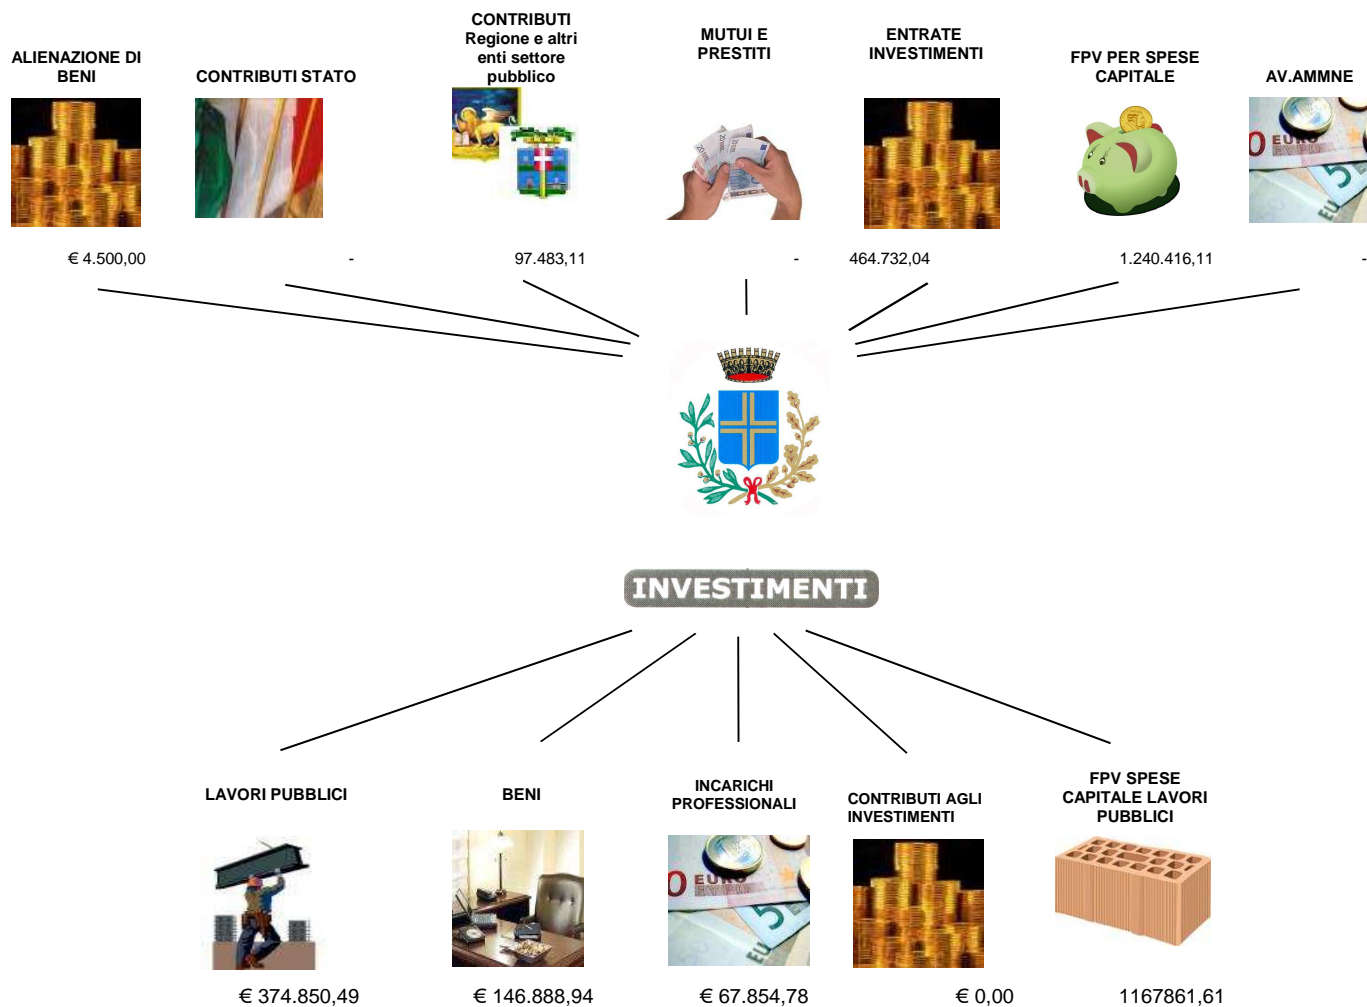 ALIENAZIONE DI
BENI
CONTRIBUTI STATO
CONTRIBUTI
Regione e altri
enti settore
pubblico
MUTUI E
PRESTITI
ENTRATE
INVESTIMENTI
FPV PER SPESE
CAPITALE
AV.AMMNE
€ 4.500,00
-
97.483,11
-
464.732,04
1.240.416,11
-
INVESTIMENTI
LAVORI PUBBLICI
BENI
INCARICHI
PROFESSIONALI
CONTRIBUTI AGLI
INVESTIMENTI
FPV SPESE
CAPITALE LAVORI
PUBBLICI
€ 374.850,49
€ 146.888,94
€ 67.854,78
€ 0,00
1167861,61